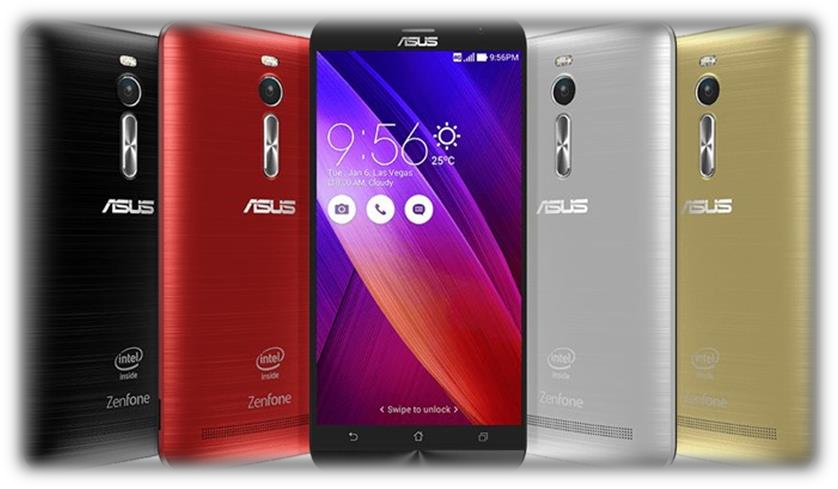 ASUS
4G 9:56PM
9:56
25°C
Tue, Jan 6, Las Vegas
Cloudy
< Swipe to unlock >
ASUS
intel
inside
Zenfone
ASUS
intel
inside
Zenfone
ASUS
intel
inside
Zenfone
ASUS
intel
inside
Zenfone